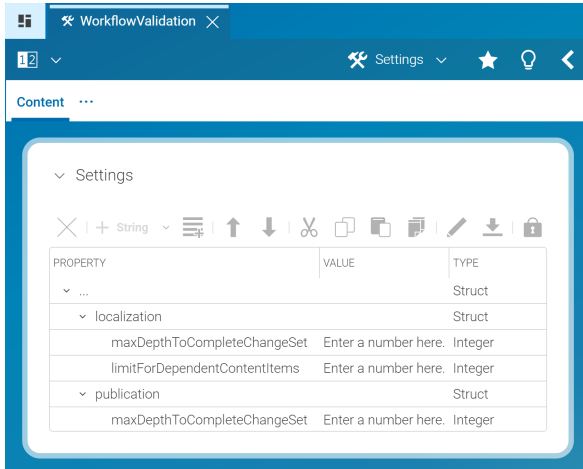 WorkflowValidation
12
Settings
Content ...
Settings
String
PROPERTY VALUE TYPE
... Struct
localization Struct
maxDepthToCompleteChangeSet Enter a number here. Integer
limitForDependentContentItems Enter a number here. Integer
publication Struct
maxDepthToCompleteChangeSet Enter a number here. Integer